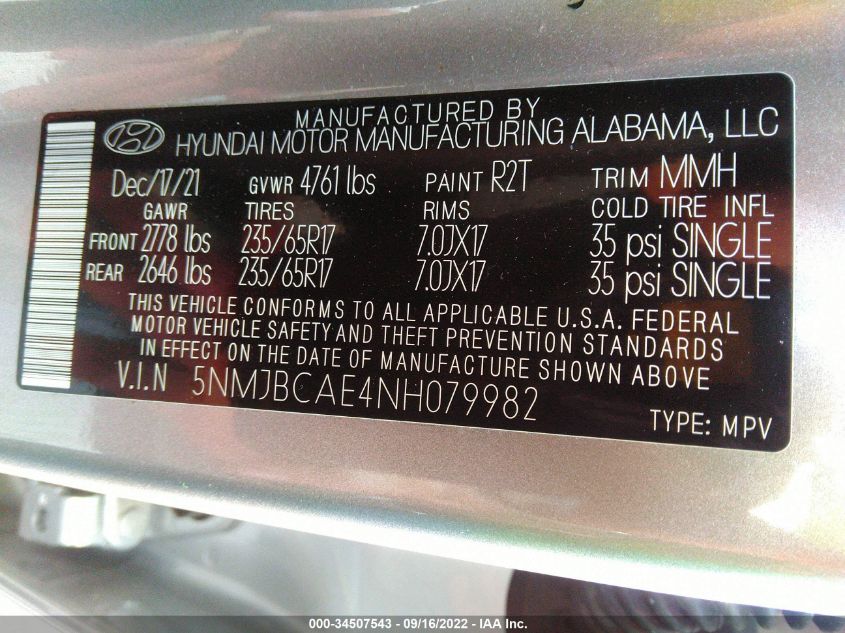 MANUFACTURED BY
HYUNDAI MOTOR MANUFACTURING ALABAMA, LLC
Dec/17/21 GVWR 4761 lbs PAINT R2T TRIM MMH
GAWR TIRES RIMS COLD TIRE INFL
FRONT 2778 lbs 235/65R17 7.0JX17 35 psi SINGLE
REAR 2646 lbs 235/65R17 7.0JX17 35 psi SINGLE
THIS VEHICLE CONFORMS TO ALL APPLICABLE U.S.A. FEDERAL
MOTOR VEHICLE SAFETY AND THEFT PREVENTION STANDARDS
IN EFFECT ON THE DATE OF MANUFACTURE SHOWN ABOVE
V.I.N 5NMJBCAE4NH079982
TYPE: MPV
000-34507543 - 09/16/2022 - IAA Inc.